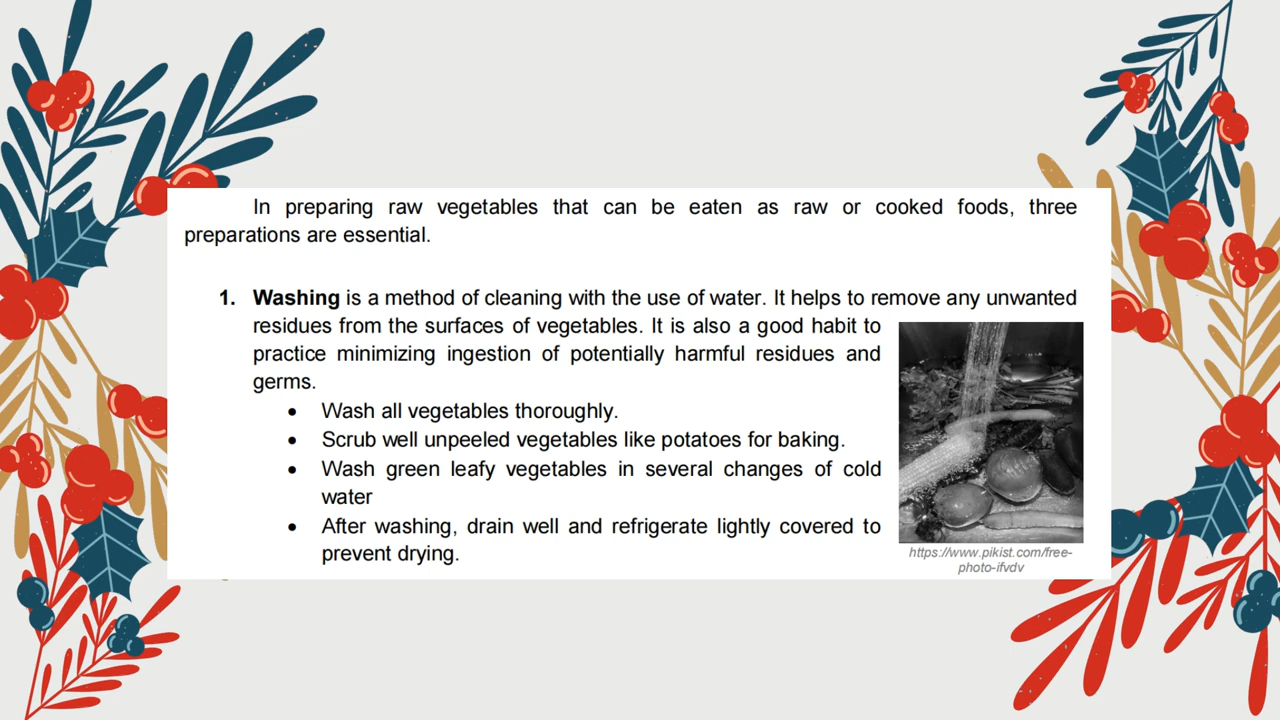 In preparing raw vegetables that can be eaten as raw or cooked foods, three
preparations are essential.
1. Washing is a method of cleaning with the use of water. It helps to remove any unwanted
residues from the surfaces of vegetables. It is also a good habit to
practice minimizing ingestion of potentially harmful residues and
germs.
• Wash all vegetables thoroughly.
• Scrub well unpeeled vegetables like potatoes for baking.
• Wash green leafy vegetables in several changes of cold
water
• After washing, drain well and refrigerate lightly covered to
prevent drying.
https://www.pikist.com/free-
photo-ifvdv